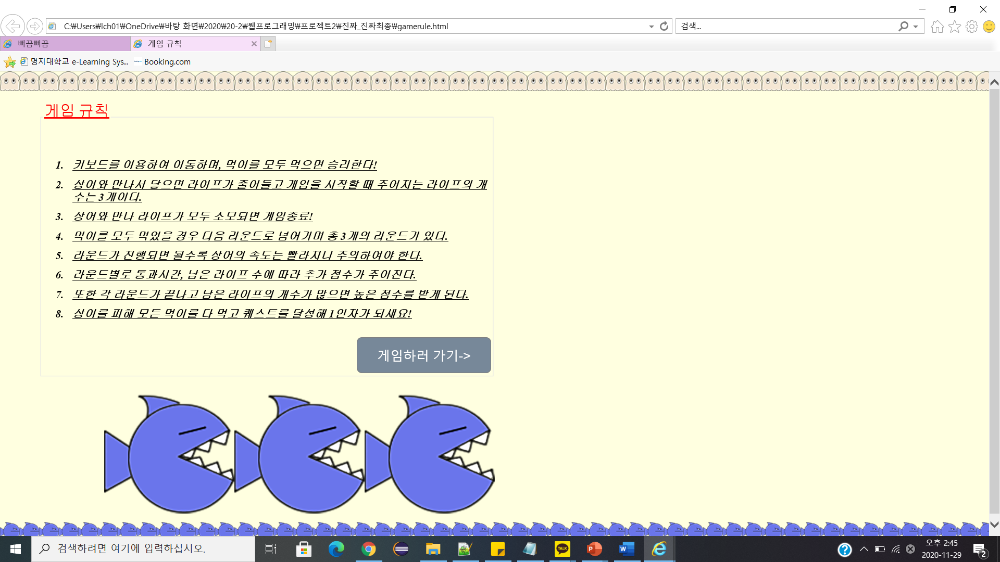 C:₩Users₩lch01₩OneDrive₩바탕 화면₩2020₩20-2₩웹프로그래밍₩프로젝트2₩진짜_진짜최종₩gamerule.html
검색...
뻐끔뻐끔
게임 규칙
명지대학교 e-Learning Sys...
Booking.com
게임 규칙
1. 키보드를 이용하여 이동하며, 먹이를 모두 먹으면 승리한다!
2. 상어와 만나서 닿으면 라이프가 줄어들고 게임을 시작할 때 주어지는 라이프의 개
수는 3개이다.
3. 상어와 만나 라이프가 모두 소모되면 게임종료!
4. 먹이를 모두 먹었을 경우 다음 라운드로 넘어가며 총 3개의 라운드가 있다.
5. 라운드가 진행되면 될수록 상어의 속도는 빨라지니 주의하여야 한다.
6. 라운드별로 통과시간, 남은 라이프 수에 따라 추가 점수가 주어진다.
7. 또한 각 라운드가 끝나고 남은 라이프의 개수가 많으면 높은 점수를 받게 된다.
8. 상어를 피해 모든 먹이를 다 먹고 퀘스트를 달성해 1인자가 되세요!
게임하러 가기->
검색하려면 여기에 입력하십시오.
TALK
P
W
오후 2:45
2020-11-29
2